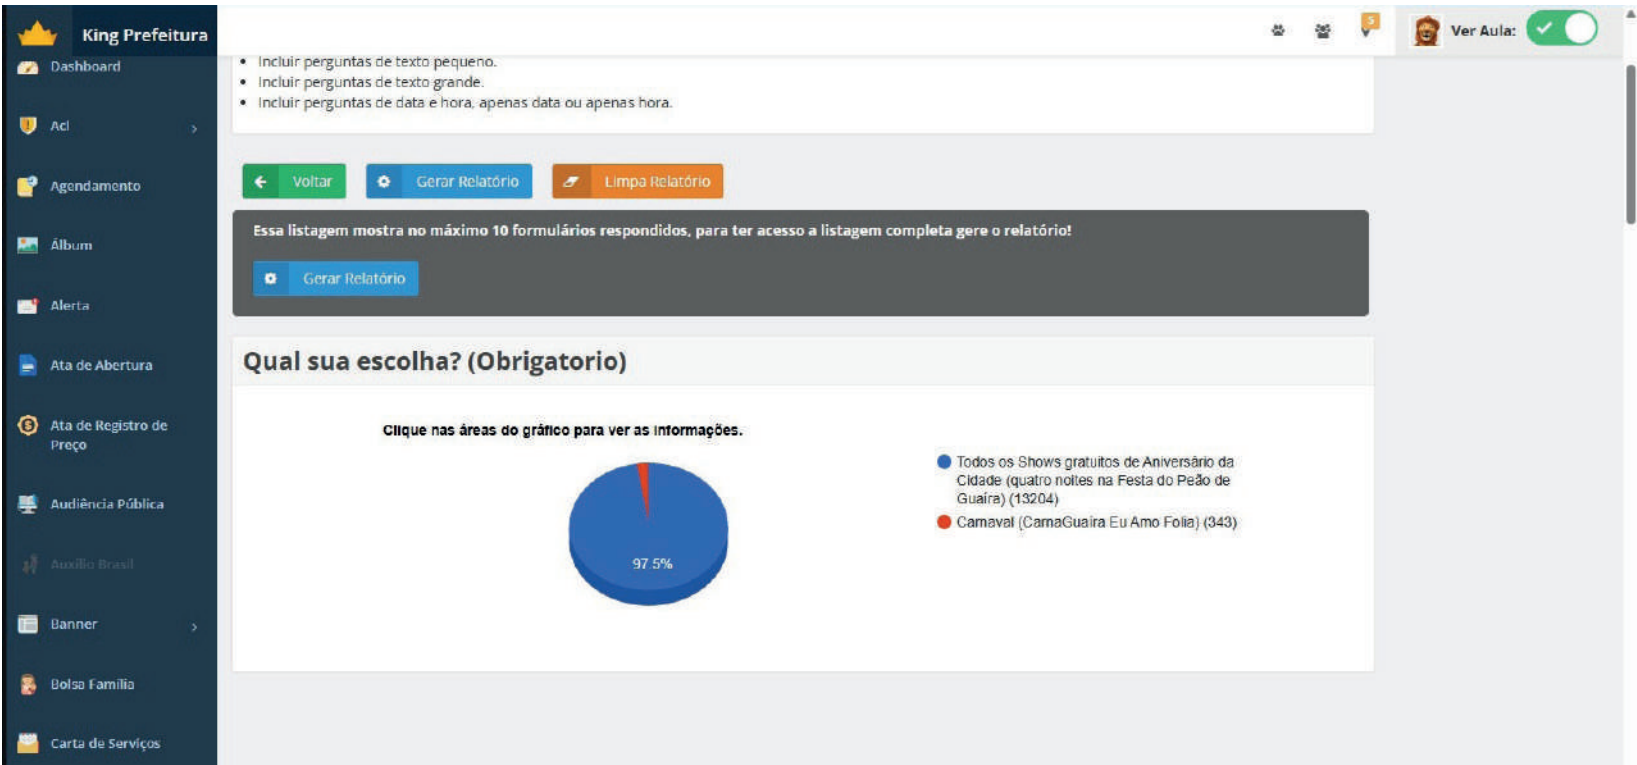 King Prefeitura
5
Ver Aula:
Dashboard
Acl
Agendamento
Álbum
Alerta
Ata de Abertura
Ata de Registro de
Preço
Audiência Pública
Auxílio Brasil
Banner
Bolsa Família
Carta de Serviços
Incluir perguntas de texto pequeno.
Incluir perguntas de texto grande.
Incluir perguntas de data e hora, apenas data ou apenas hora.
Voltar
Gerar Relatório
Limpa Relatório
Essa listagem mostra no máximo 10 formulários respondidos, para ter acesso a listagem completa gere o relatório!
Gerar Relatório
Qual sua escolha? (Obrigatorio)
Clique nas áreas do gráfico para ver as informações.
97.5%
Todos os Shows gratuitos de Aniversário da
Cidade (quatro noites na Festa do Peão de
Guaíra) (13204)
Carnaval (CarnaGuaíra Eu Amo Folia) (343)